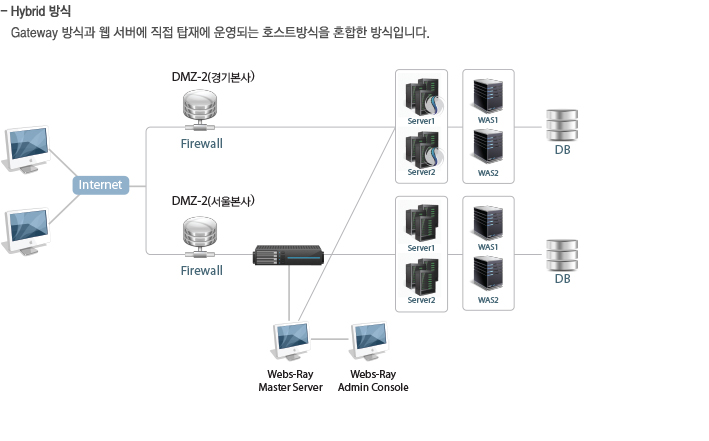 - Hybrid 방식
Gateway 방식과 웹 서버에 직접 탑재에 운영되는 호스트방식을 혼합한 방식입니다.
DMZ-2(경기본사)
Firewall
Server1
Server2
WAS1
WAS2
DB
Internet
DMZ-2(서울본사)
Firewall
Server1
Server2
WAS1
WAS2
DB
Webs-Ray
Master Server
Webs-Ray
Admin Console